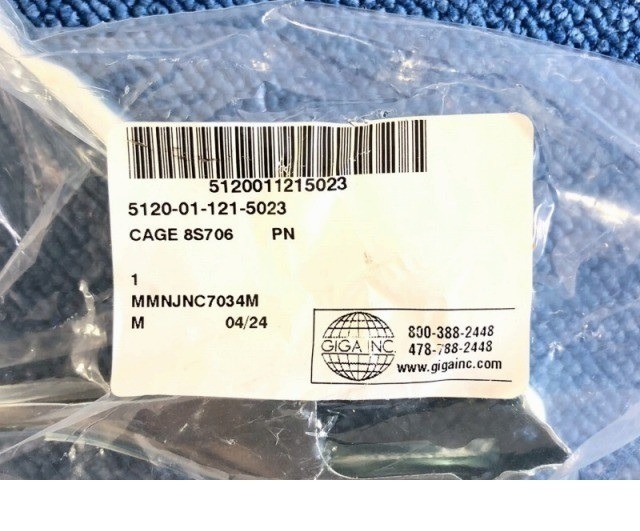 5120011215023
5120-01-121-5023
CAGE 8S706 PN
1
MMNJNC7034M
M 04/24
GIGA INC.
800-388-2448
478-788-2448
www.gigainc.com